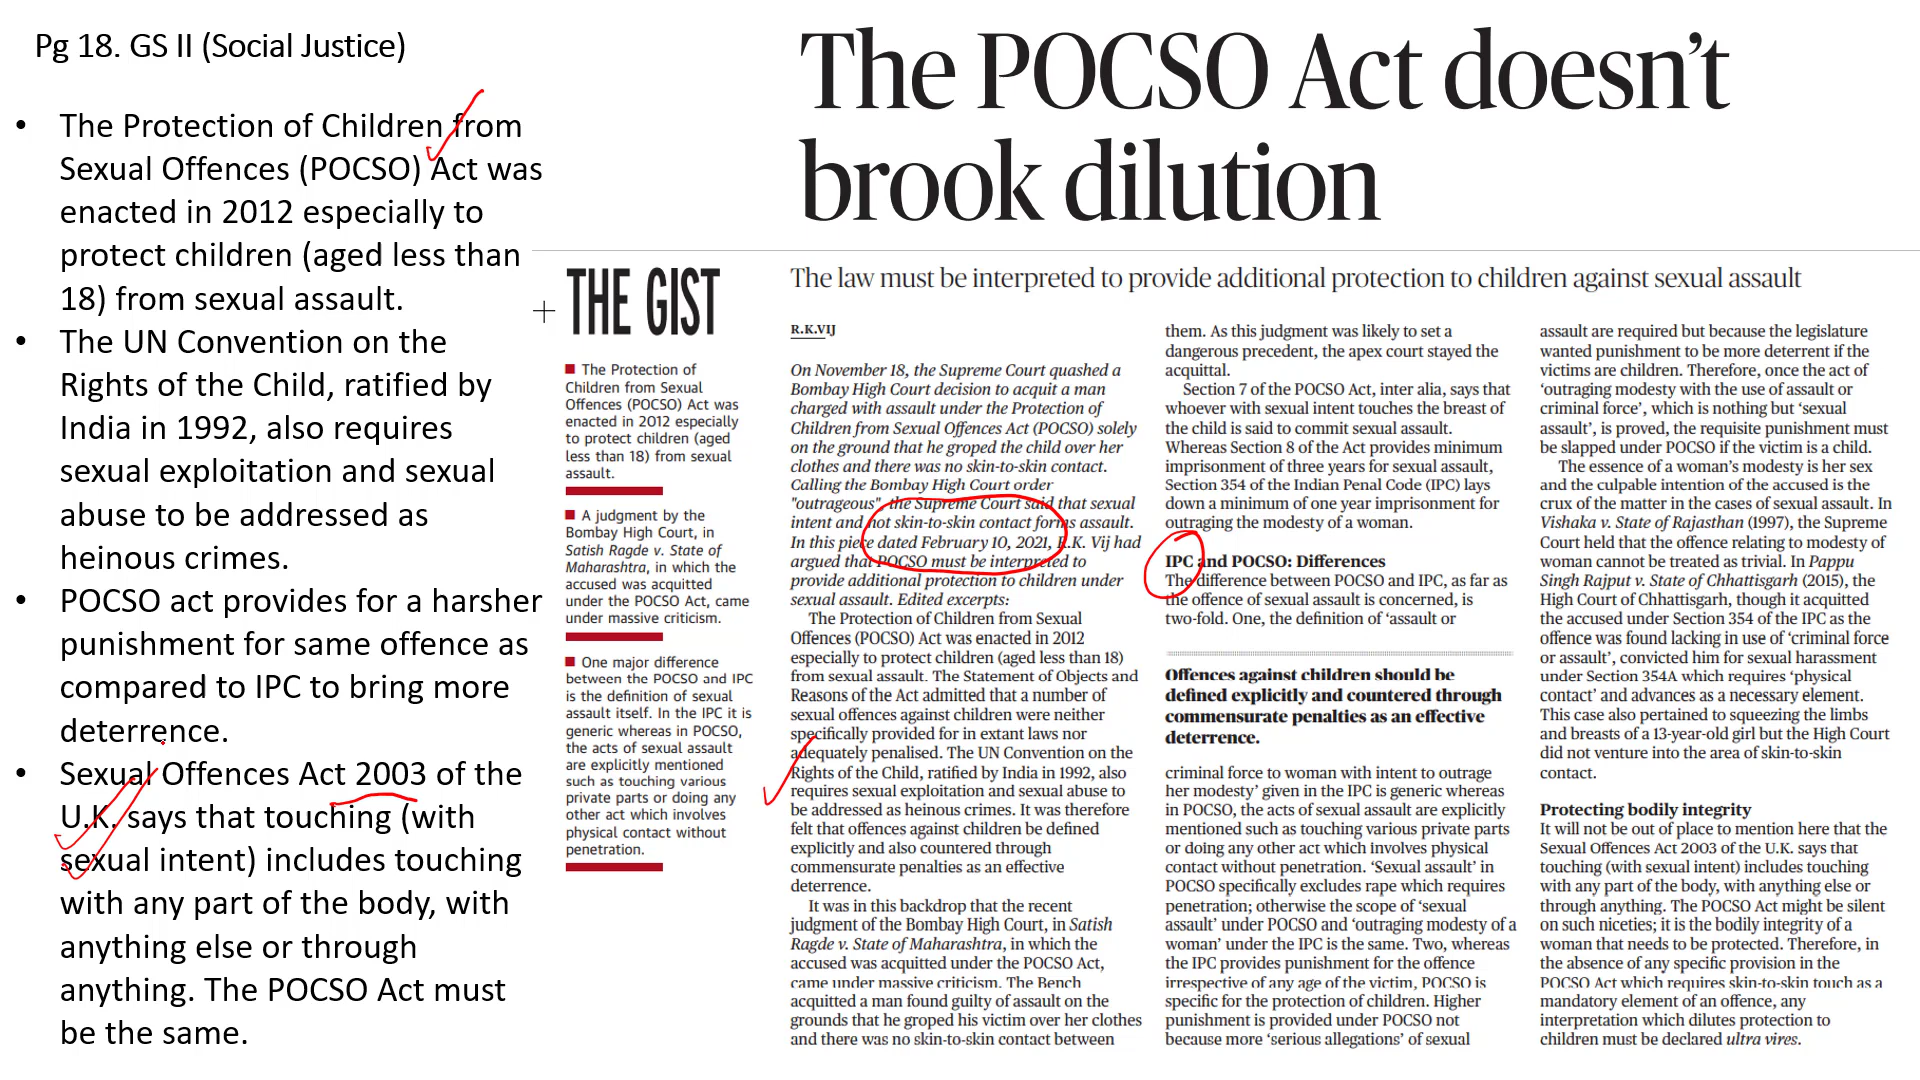 Pg 18. GS II (Social Justice)
• The Protection of Children from
Sexual Offences (POCSO) Act was
enacted in 2012 especially to
protect children (aged less than
18) from sexual assault.
• The UN Convention on the
Rights of the Child, ratified by
India in 1992, also requires
sexual exploitation and sexual
abuse to be addressed as
heinous crimes.
• POCSO act provides for a harsher
punishment for same offence as
compared to IPC to bring more
deterrence.
• Sexual Offences Act 2003 of the
U.K. says that touching (with
sexual intent) includes touching
with any part of the body, with
anything else or through
anything. The POCSO Act must
be the same.
The POCSO Act doesn’t
brook dilution
The law must be interpreted to provide additional protection to children against sexual assault
THE GIST
The Protection of
Children from Sexual
Offences (POCSO) Act was
enacted in 2012 especially
to protect children (aged
less than 18) from sexual
assault.
A judgment by the
Bombay High Court, in
Satish Ragde v. State of
Maharashtra, in which the
accused was acquitted
under the POCSO Act, came
under massive criticism.
One major difference
between the POCSO and IPC
is the definition of sexual
assault itself. In the IPC it is
generic whereas in POCSO,
the acts of sexual assault
are explicitly mentioned
such as touching various
private parts or doing any
other act which involves
physical contact without
penetration.
R.K.VIJ
On November 18, the Supreme Court quashed a
Bombay High Court decision to acquit a man
charged with assault under the Protection of
Children from Sexual Offences Act (POCSO) solely
on the ground that he groped the child over her
clothes and there was no skin-to-skin contact.
Calling the Bombay High Court order
"outrageous", the Supreme Court said that sexual
intent and not skin-to-skin contact forms assault.
In this piece dated February 10, 2021, R.K. Vij had
argued that POCSO must be interpreted to
provide additional protection to children under
sexual assault. Edited excerpts:
The Protection of Children from Sexual
Offences (POCSO) Act was enacted in 2012
especially to protect children (aged less than 18)
from sexual assault. The Statement of Objects and
Reasons of the Act admitted that a number of
sexual offences against children were neither
specifically provided for in extant laws nor
adequately penalised. The UN Convention on the
Rights of the Child, ratified by India in 1992, also
requires sexual exploitation and sexual abuse to
be addressed as heinous crimes. It was therefore
felt that offences against children be defined
explicitly and also countered through
commensurate penalties as an effective
deterrence.
It was in this backdrop that the recent
judgment of the Bombay High Court, in Satish
Ragde v. State of Maharashtra, in which the
accused was acquitted under the POCSO Act,
came under massive criticism. The Bench
acquitted a man found guilty of assault on the
grounds that he groped his victim over her clothes
and there was no skin-to-skin contact between
them. As this judgment was likely to set a
dangerous precedent, the apex court stayed the
acquittal.
Section 7 of the POCSO Act, inter alia, says that
whoever with sexual intent touches the breast of
the child is said to commit sexual assault.
Whereas Section 8 of the Act provides minimum
imprisonment of three years for sexual assault,
Section 354 of the Indian Penal Code (IPC) lays
down a minimum of one year imprisonment for
outraging the modesty of a woman.
IPC and POCSO: Differences
The difference between POCSO and IPC, as far as
the offence of sexual assault is concerned, is
two-fold. One, the definition of ‘assault or
Offences against children should be
defined explicitly and countered through
commensurate penalties as an effective
deterrence.
criminal force to woman with intent to outrage
her modesty’ given in the IPC is generic whereas
in POCSO, the acts of sexual assault are explicitly
mentioned such as touching various private parts
or doing any other act which involves physical
contact without penetration. ‘Sexual assault’ in
POCSO specifically excludes rape which requires
penetration; otherwise the scope of ‘sexual
assault’ under POCSO and ‘outraging modesty of a
woman’ under the IPC is the same. Two, whereas
the IPC provides punishment for the offence
irrespective of any age of the victim, POCSO is
specific for the protection of children. Higher
punishment is provided under POCSO not
because more ‘serious allegations’ of sexual
assault are required but because the legislature
wanted punishment to be more deterrent if the
victims are children. Therefore, once the act of
‘outraging modesty with the use of assault or
criminal force’, which is nothing but ‘sexual
assault’, is proved, the requisite punishment must
be slapped under POCSO if the victim is a child.
The essence of a woman’s modesty is her sex
and the culpable intention of the accused is the
crux of the matter in the cases of sexual assault. In
Vishaka v. State of Rajasthan (1997), the Supreme
Court held that the offence relating to modesty of
woman cannot be treated as trivial. In Pappu
Singh Rajput v. State of Chhattisgarh (2015), the
High Court of Chhattisgarh, though it acquitted
the accused under Section 354 of the IPC as the
offence was found lacking in use of ‘criminal force
or assault’, convicted him for sexual harassment
under Section 354A which requires ‘physical
contact’ and advances as a necessary element.
This case also pertained to squeezing the limbs
and breasts of a 13-year-old girl but the High Court
did not venture into the area of skin-to-skin
contact.
Protecting bodily integrity
It will not be out of place to mention here that the
Sexual Offences Act 2003 of the U.K. says that
touching (with sexual intent) includes touching
with any part of the body, with anything else or
through anything. The POCSO Act might be silent
on such niceties; it is the bodily integrity of a
woman that needs to be protected. Therefore, in
the absence of any specific provision in the
POCSO Act which requires skin-to-skin touch as a
mandatory element of an offence, any
interpretation which dilutes protection to
children must be declared ultra vires.